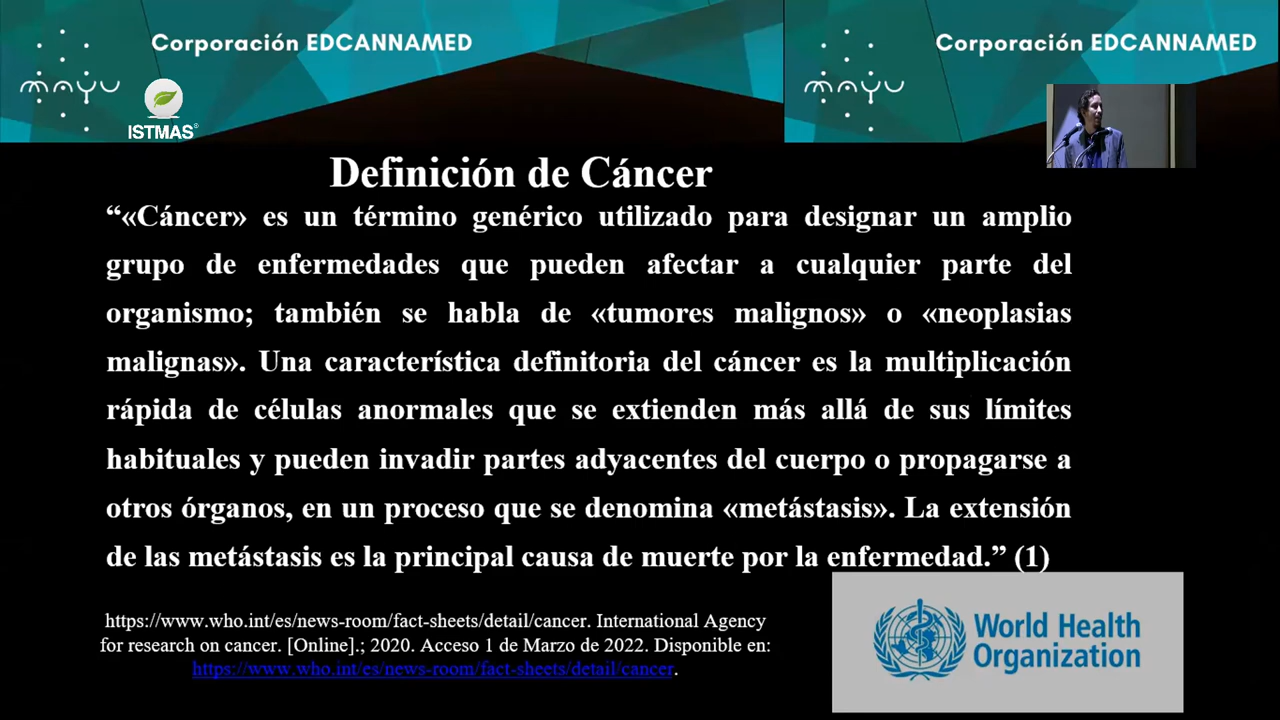 Corporación EDCANNAMED
Corporación EDCANNAMED
mayu
mayu
ISTMAS®
Definición de Cáncer
“«Cáncer» es un término genérico utilizado para designar un amplio
grupo de enfermedades que pueden afectar a cualquier parte del
organismo; también se habla de «tumores malignos» o «neoplasias
malignas». Una característica definitoria del cáncer es la multiplicación
rápida de células anormales que se extienden más allá de sus límites
habituales y pueden invadir partes adyacentes del cuerpo o propagarse a
otros órganos, en un proceso que se denomina «metástasis». La extensión
de las metástasis es la principal causa de muerte por la enfermedad.” (1)
https://www.who.int/es/news-room/fact-sheets/detail/cancer. International Agency
for research on cancer. [Online].; 2020. Acceso 1 de Marzo de 2022. Disponible en:
https://www.who.int/es/news-room/fact-sheets/detail/cancer.
World Health
Organization